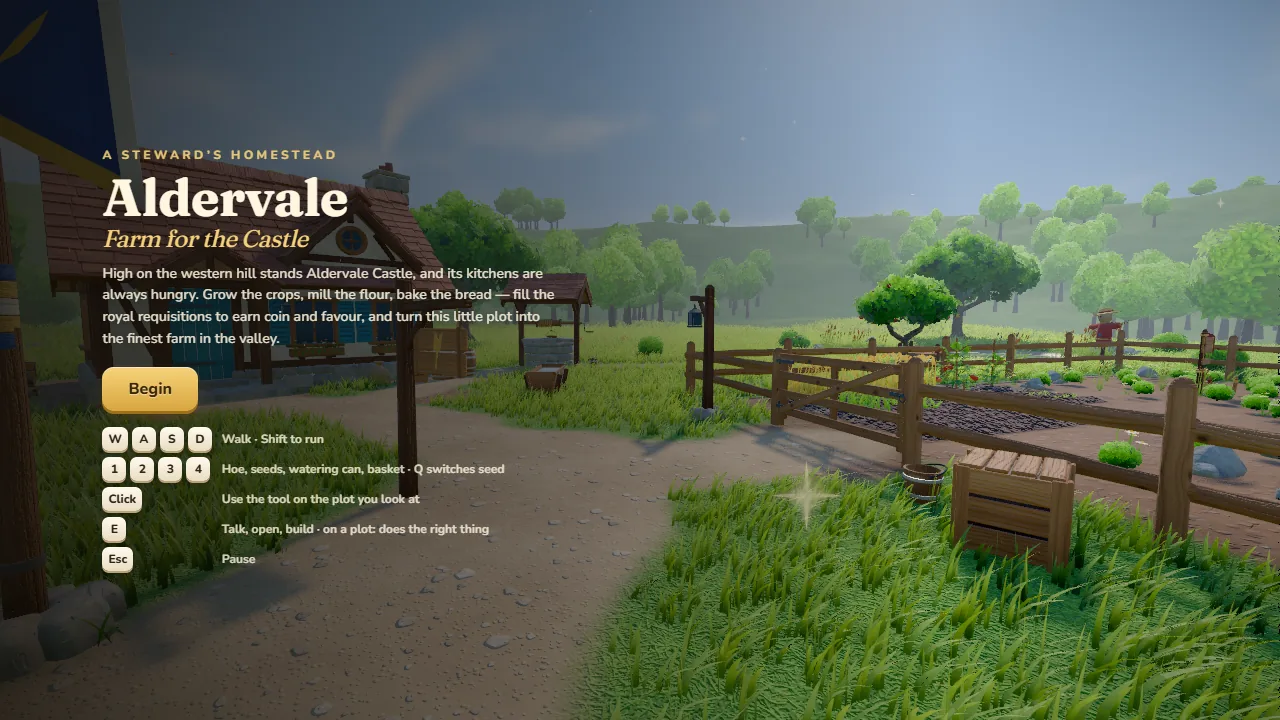 A STEWARD'S HOMESTEAD
Aldervale
Farm for the Castle
High on the western hill stands Aldervale Castle, and its kitchens are
always hungry. Grow the crops, mill the flour, bake the bread — fill the
royal requisitions to earn coin and favour, and turn this little plot into
the finest farm in the valley.
Begin
W A S D Walk · Shift to run
1 2 3 4 Hoe, seeds, watering can, basket · Q switches seed
Click Use the tool on the plot you look at
E Talk, open, build · on a plot: does the right thing
Esc Pause